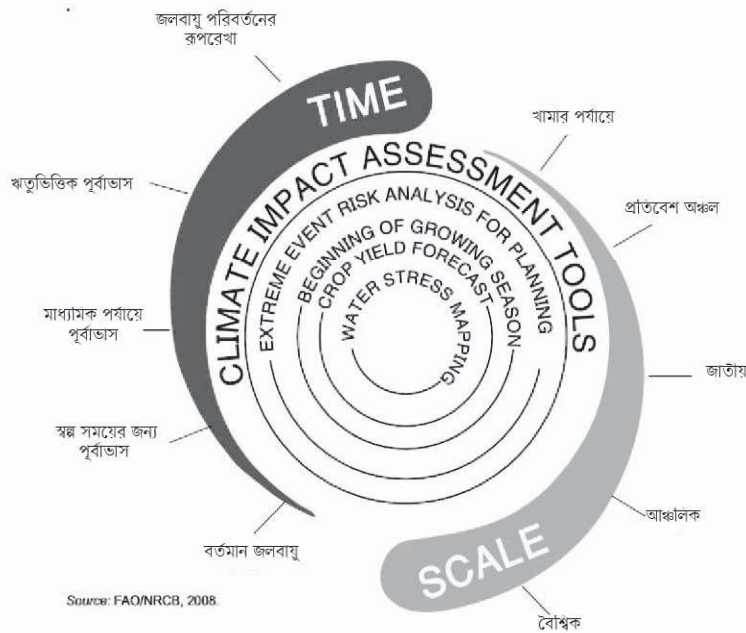 জলবায়ু পরিবর্তনের
রূপরেখা
TIME
খামার পর্যায়ে
ঋতুভিত্তিক পূর্বাভাস
প্রতিবেশ অঞ্চল
CLIMATE IMPACT ASSESSMENT TOOLS
EXTREME EVENT RISK ANALYSIS FOR PLANNING
BEGINNING OF GROWING SEASON
CROP YIELD FORECAST
WATER STRESS MAPPING
মাধ্যামক পর্যায়ে
পূর্বাভাস
জাতীয়
স্বল্প সময়ের জন্য
পূর্বাভাস
আঞ্চলিক
বর্তমান জলবায়ু
SCALE
বৈশ্বিক
Source: FAO/NRCB, 2008.